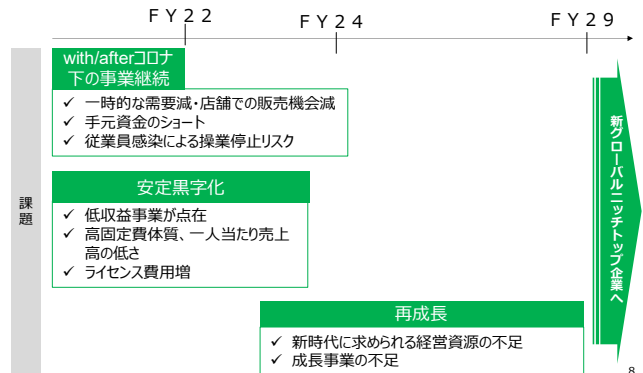 ＦＹ２２
ＦＹ２４
ＦＹ２９
with/afterコロナ
下の事業継続
✓ 一時的な需要減・店舗での販売機会減
✓ 手元資金のショート
✓ 従業員感染による操業停止リスク
課題
安定黒字化
✓ 低収益事業が点在
✓ 高固定費体質、一人当たり売上
高の低さ
✓ ライセンス費用増
再成長
✓ 新時代に求められる経営資源の不足
✓ 成長事業の不足
新グローバルニッチトップ企業へ
8